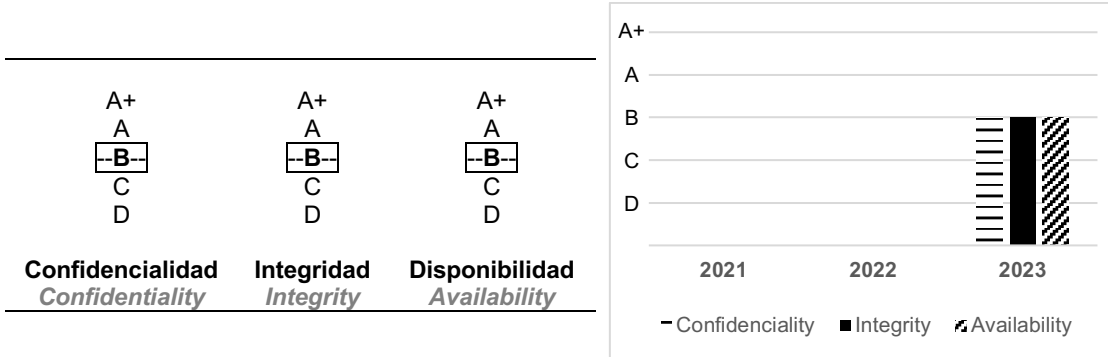 A+ A+ A+
A A A
--B-- --B-- --B--
C C C
D D D
Confidencialidad Integridad Disponibilidad
Confidentiality Integrity Availability
A+
A
B
C
D
2021 2022 2023
Confidenciality Integrity Availability